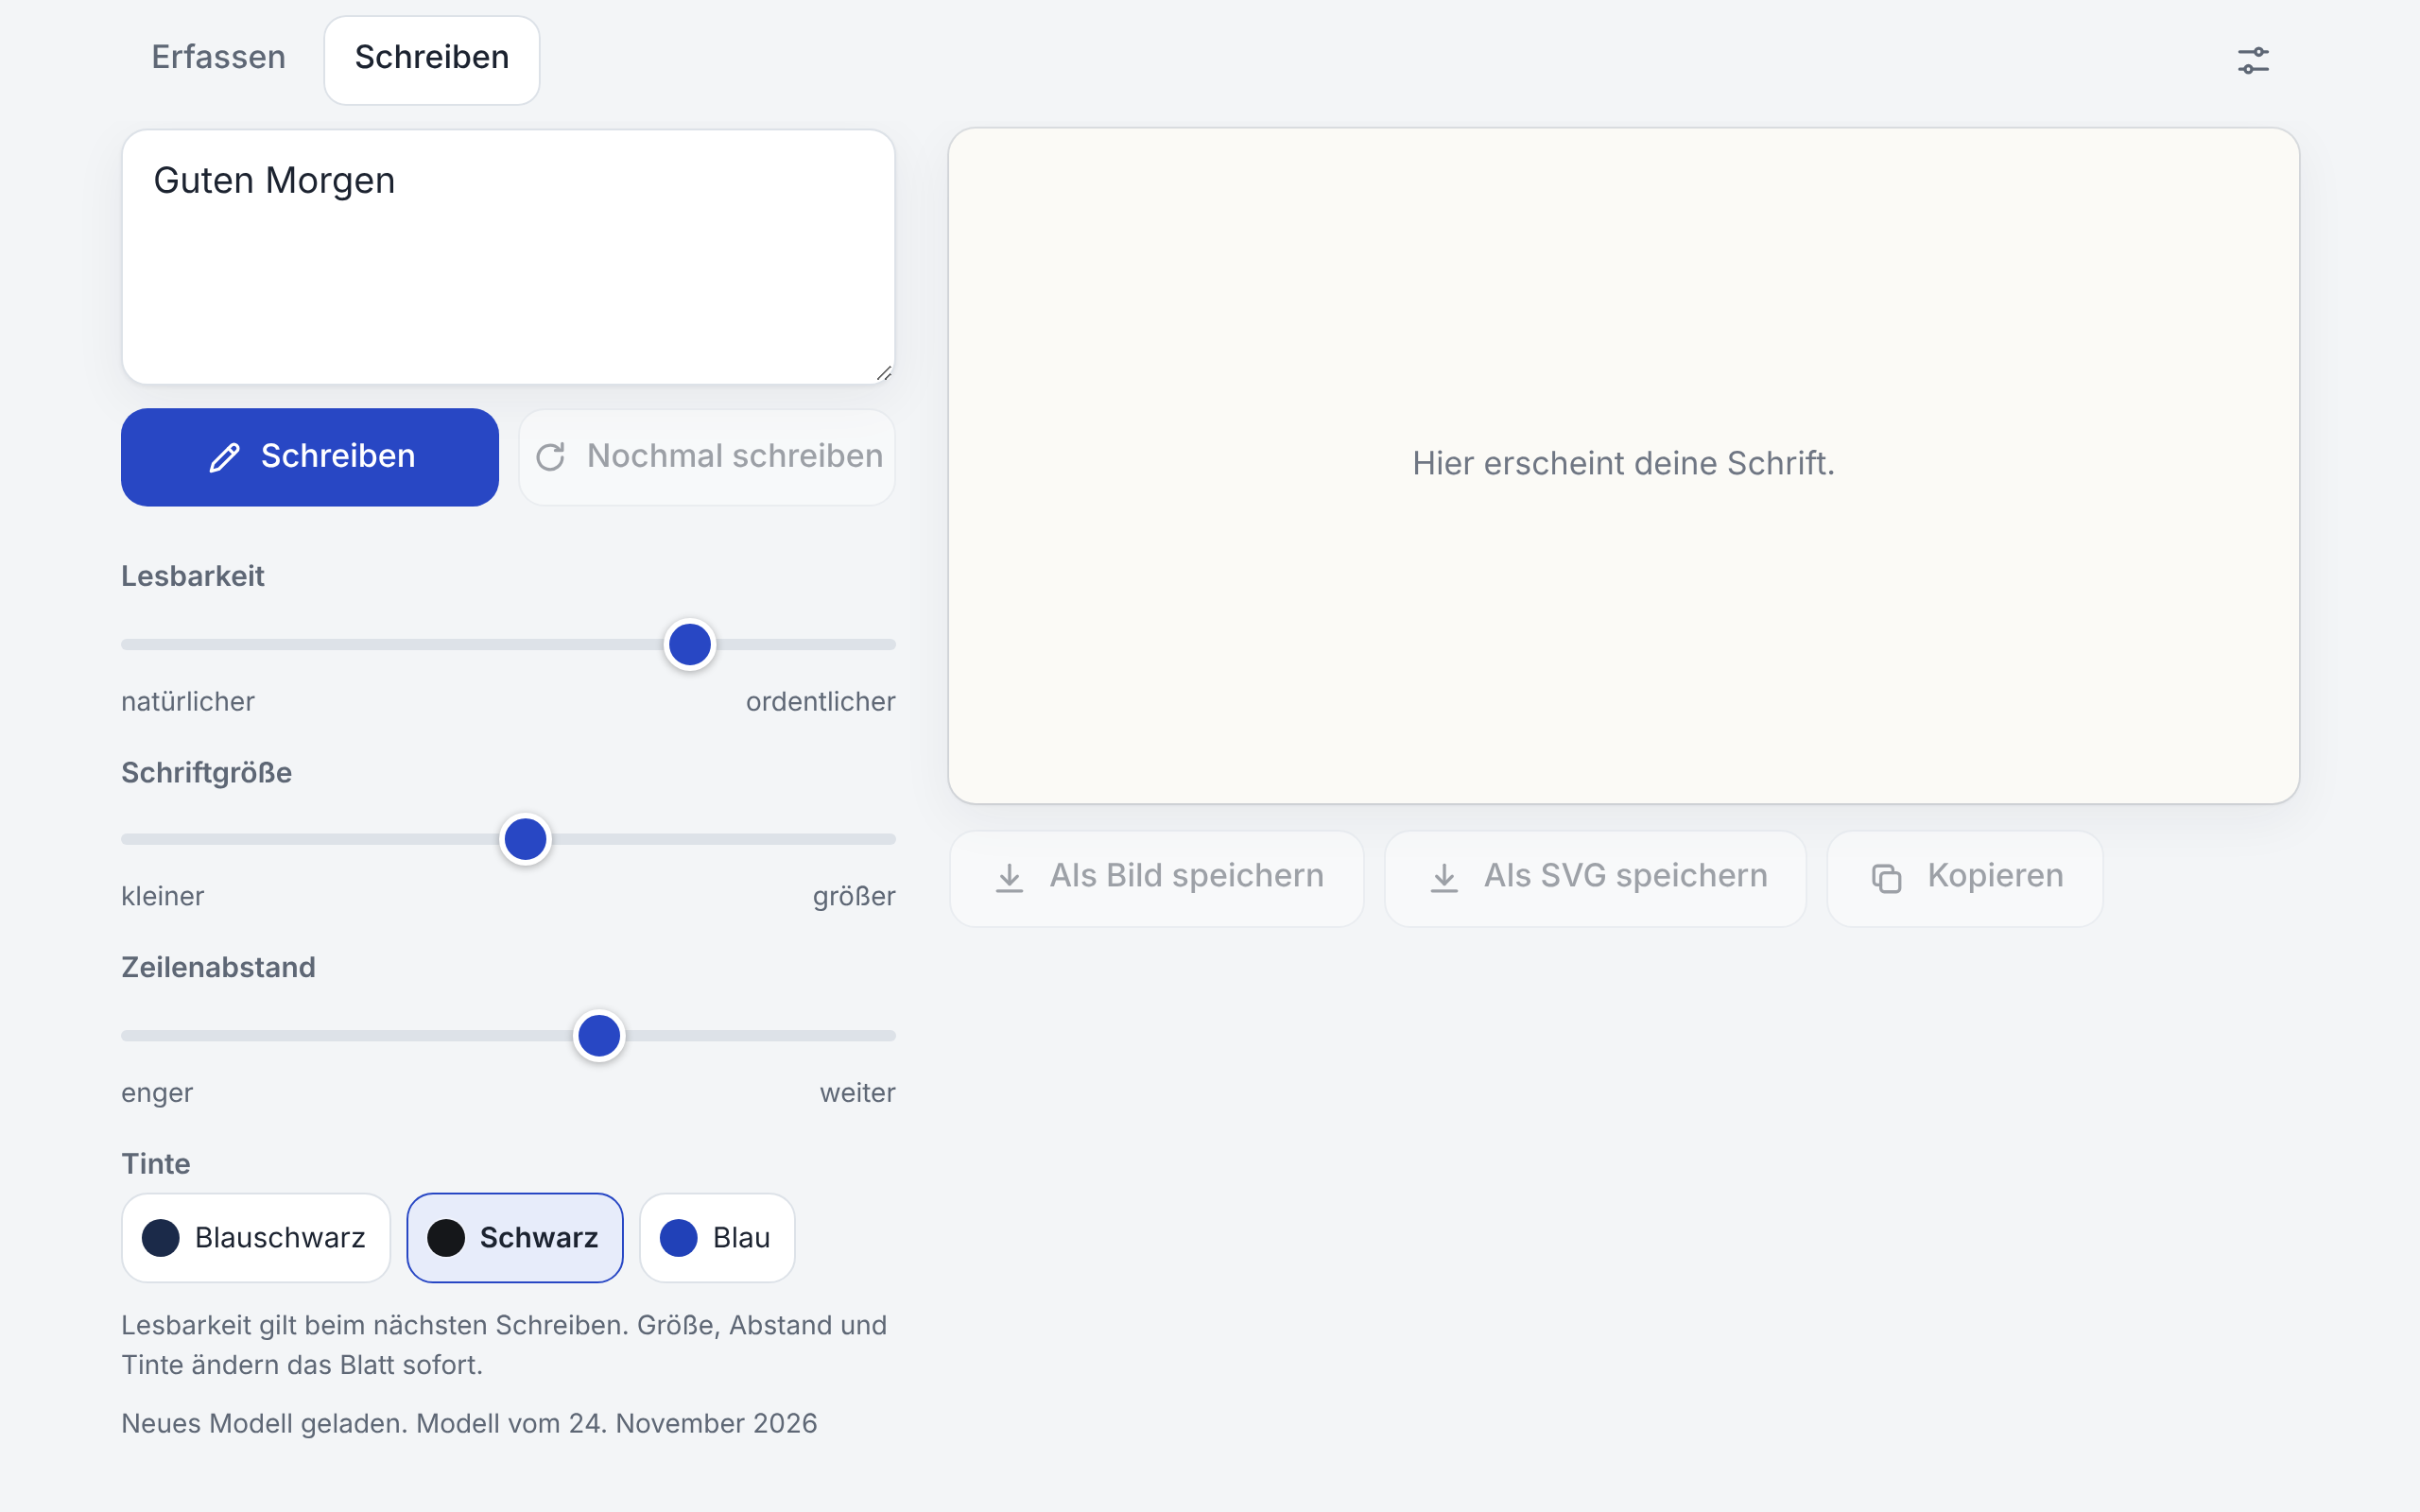 Erfassen Schreiben
Guten Morgen
Schreiben Nochmal schreiben
Lesbarkeit
natürlicher ordentlicher
Schriftgröße
kleiner größer
Zeilenabstand
enger weiter
Tinte
Blauschwarz Schwarz Blau
Lesbarkeit gilt beim nächsten Schreiben. Größe, Abstand und
Tinte ändern das Blatt sofort.
Neues Modell geladen. Modell vom 24. November 2026
Hier erscheint deine Schrift.
Als Bild speichern Als SVG speichern Kopieren